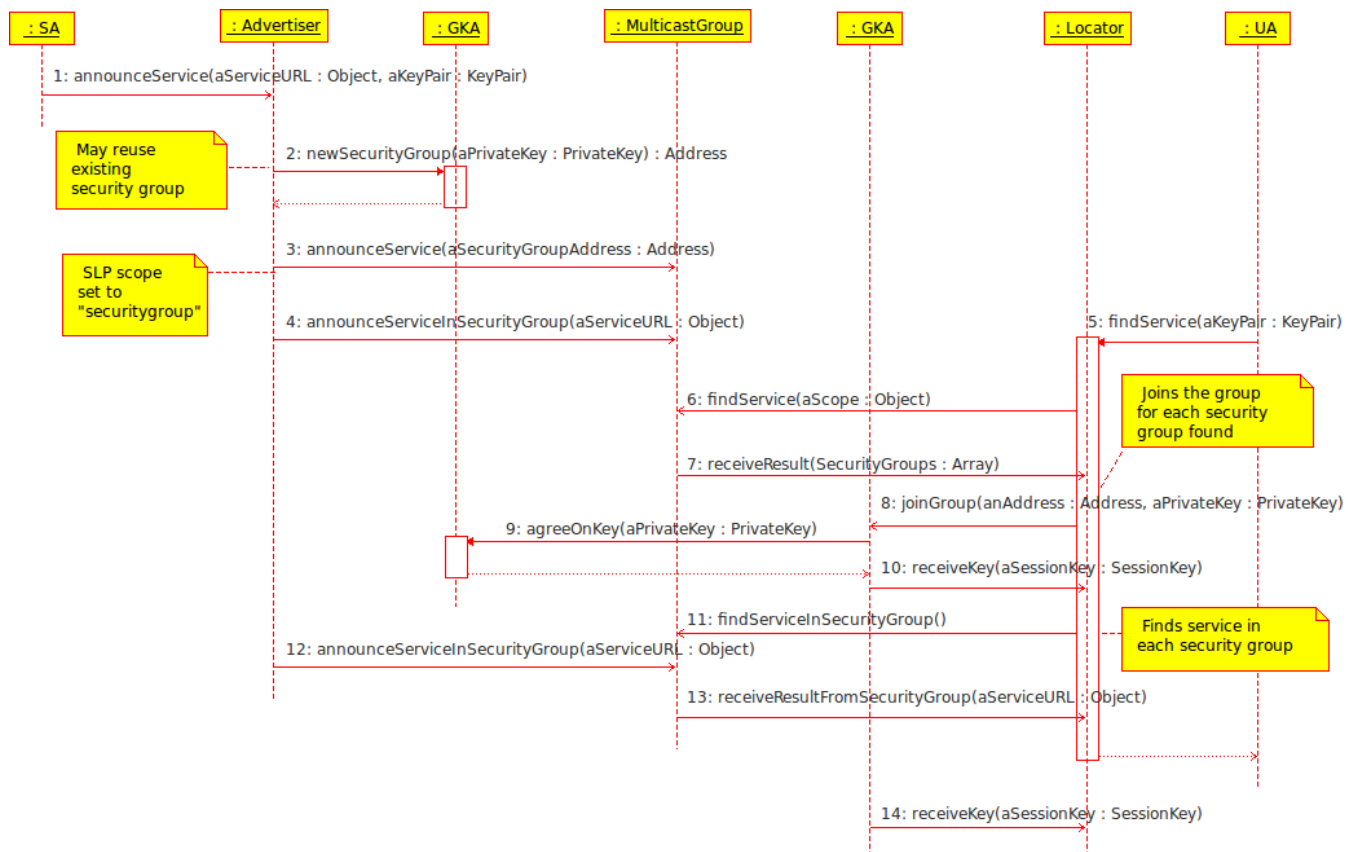 : SA
: Advertiser
: GKA
: MulticastGroup
: GKA
: Locator
: UA
1: announceService(aServiceURL : Object, aKeyPair : KeyPair)
May reuse
existing
security group
2: newSecurityGroup(aPrivateKey : PrivateKey) : Address
3: announceService(aSecurityGroupAddress : Address)
SLP scope
set to
"securitygroup"
4: announceServiceInSecurityGroup(aServiceURL : Object)
5: findService(aKeyPair : KeyPair)
6: findService(aScope : Object)
Joins the group
for each security
group found
7: receiveResult(SecurityGroups : Array)
8: joinGroup(anAddress : Address, aPrivateKey : PrivateKey)
9: agreeOnKey(aPrivateKey : PrivateKey)
10: receiveKey(aSessionKey : SessionKey)
11: findServiceInSecurityGroup()
Finds service in
each security group
12: announceServiceInSecurityGroup(aServiceURL : Object)
13: receiveResultFromSecurityGroup(aServiceURL : Object)
14: receiveKey(aSessionKey : SessionKey)